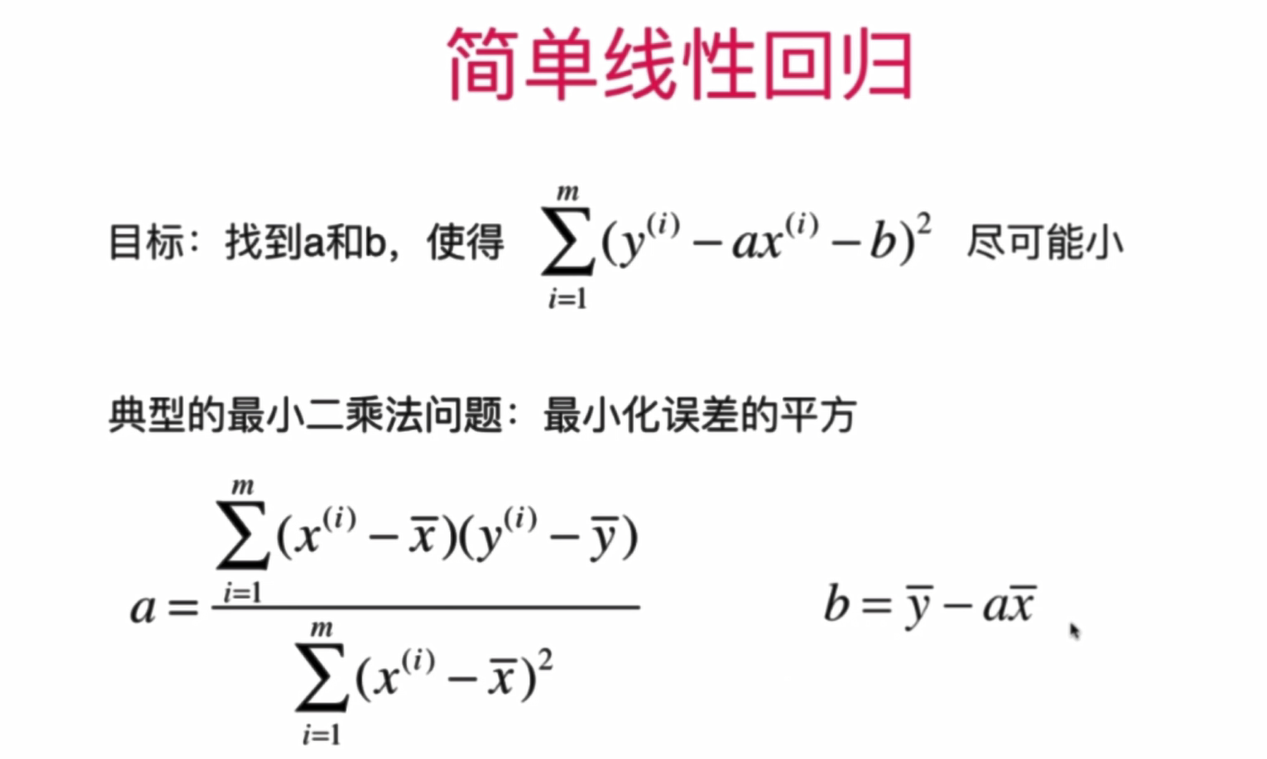 简单线性回归
目标：找到a和b，使得 $\sum_{i=1}^{m}(y^{(i)} - ax^{(i)} - b)^2$ 尽可能小
典型的最小二乘法问题：最小化误差的平方
$a = \frac{\sum_{i=1}^{m}(x^{(i)} - \overline{x})(y^{(i)} - \overline{y})}{\sum_{i=1}^{m}(x^{(i)} - \overline{x})^2}$ $b = \overline{y} - a\overline{x}$